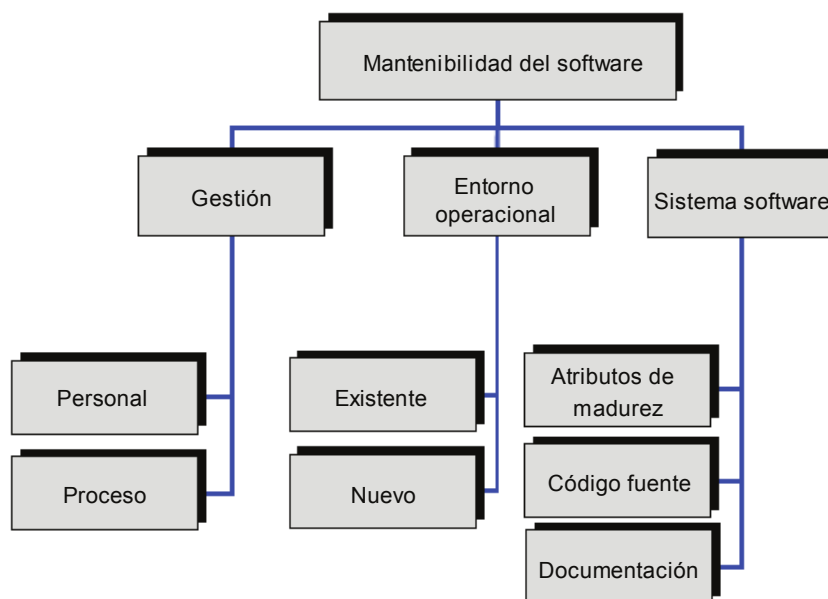 Mantenibilidad del software
Gestión
Entorno
operacional
Sistema software
Personal
Existente
Atributos de
madurez
Proceso
Nuevo
Código fuente
Documentación